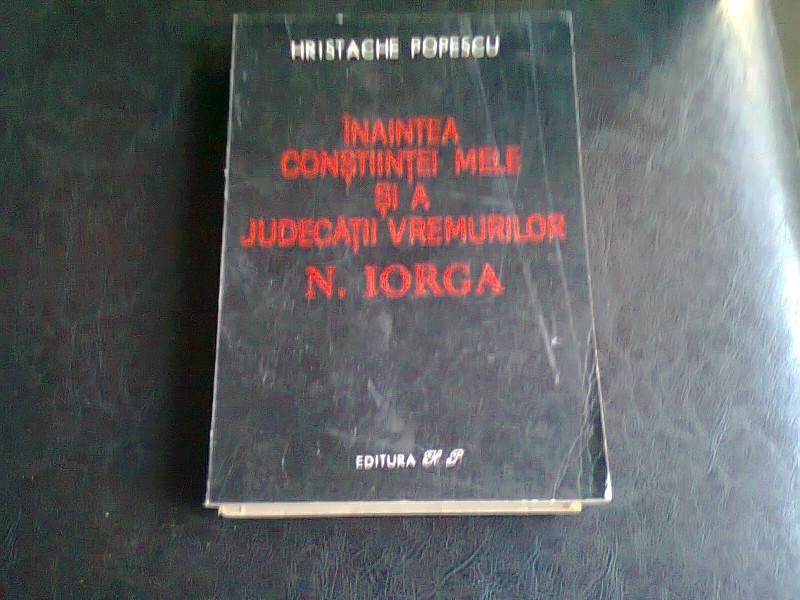 HRISTACHE POPESCU
ÎNAINTEA
CONȘTIINȚEI MELE
ȘI A
JUDECĂȚII VREMURILOR
N. IORGA
EDITURA H P